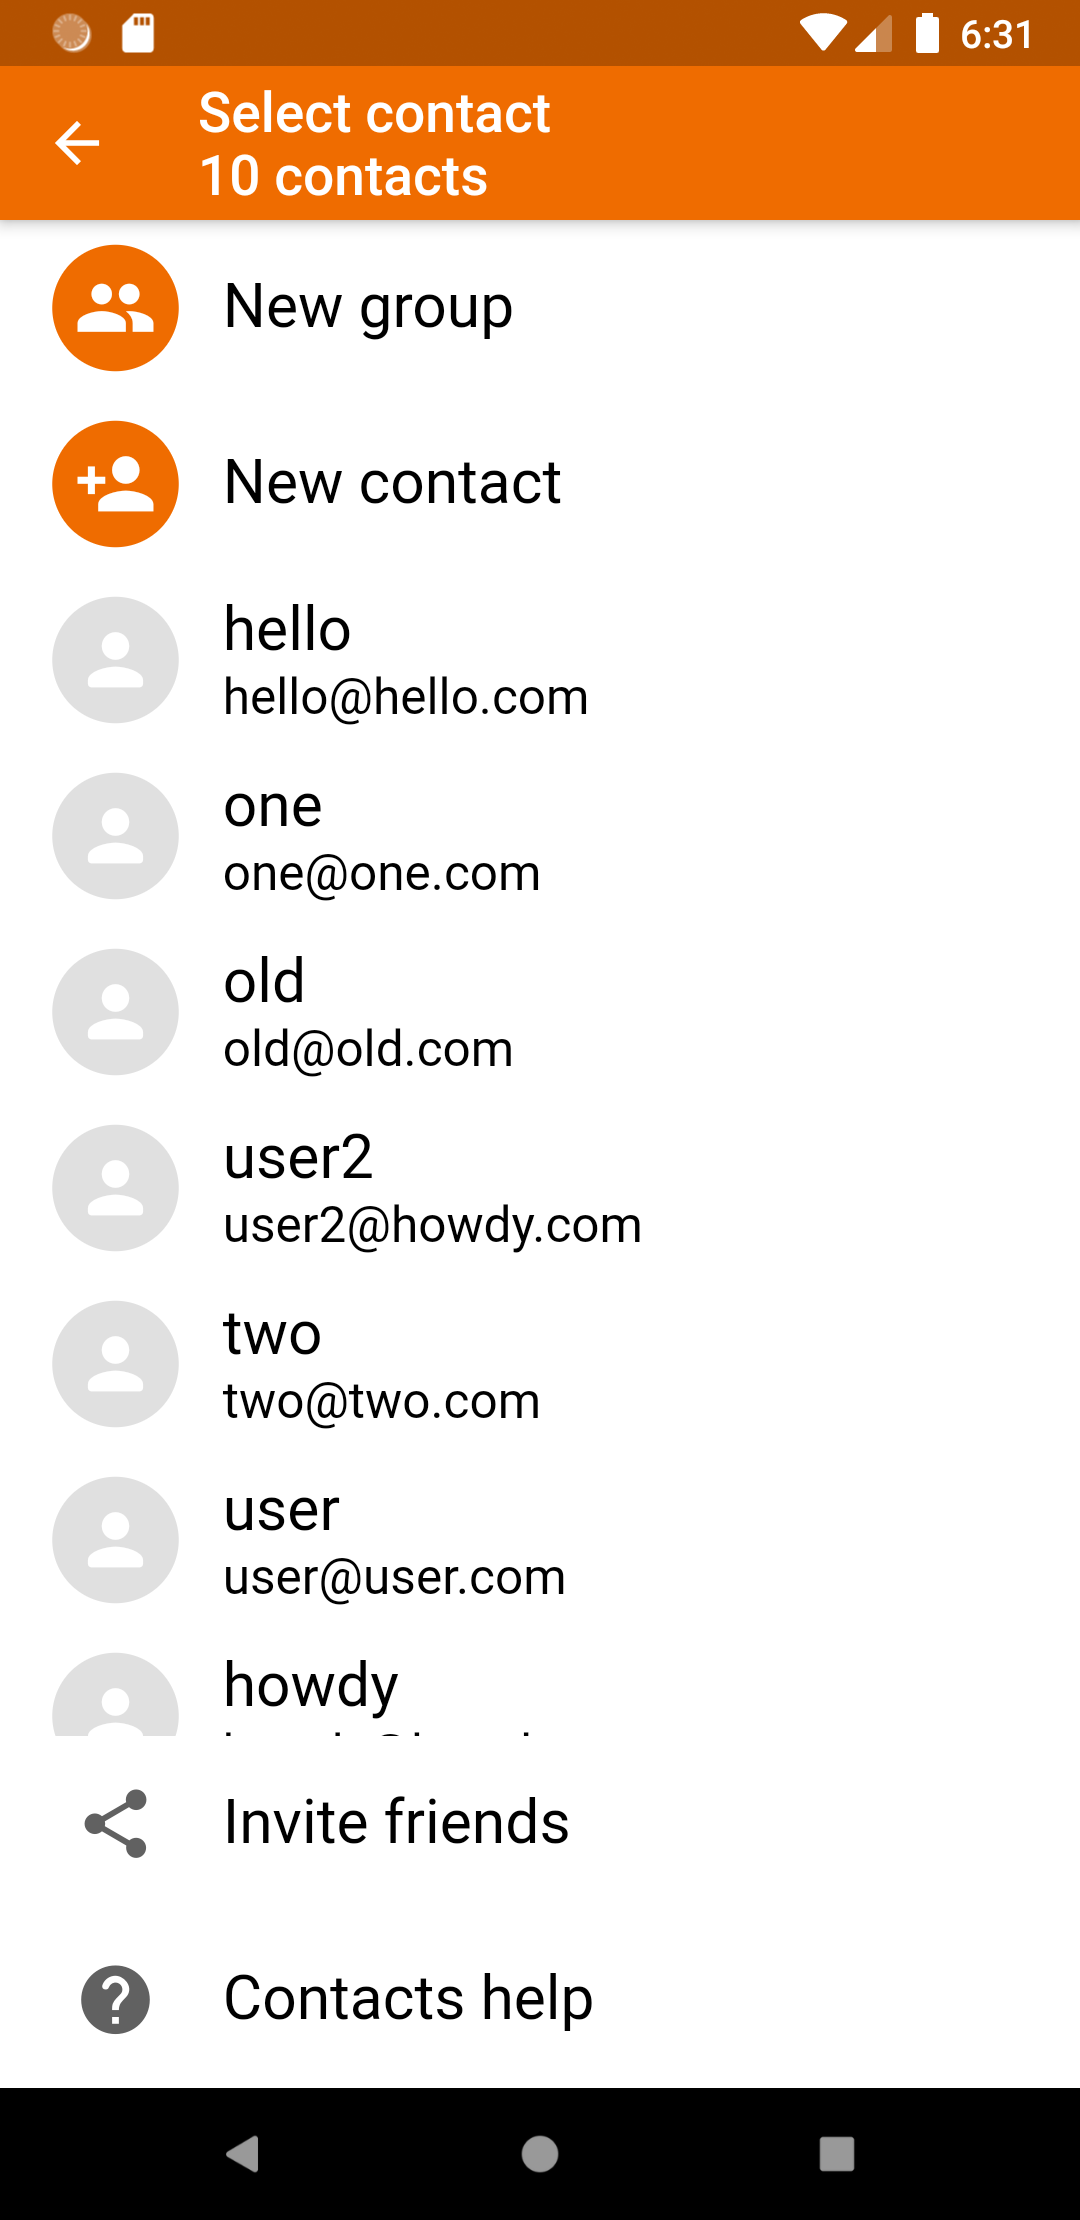 6:31
Select contact
10 contacts
New group
New contact
hello
hello@hello.com
one
one@one.com
old
old@old.com
user2
user2@howdy.com
two
two@two.com
user
user@user.com
howdy
Invite friends
Contacts help